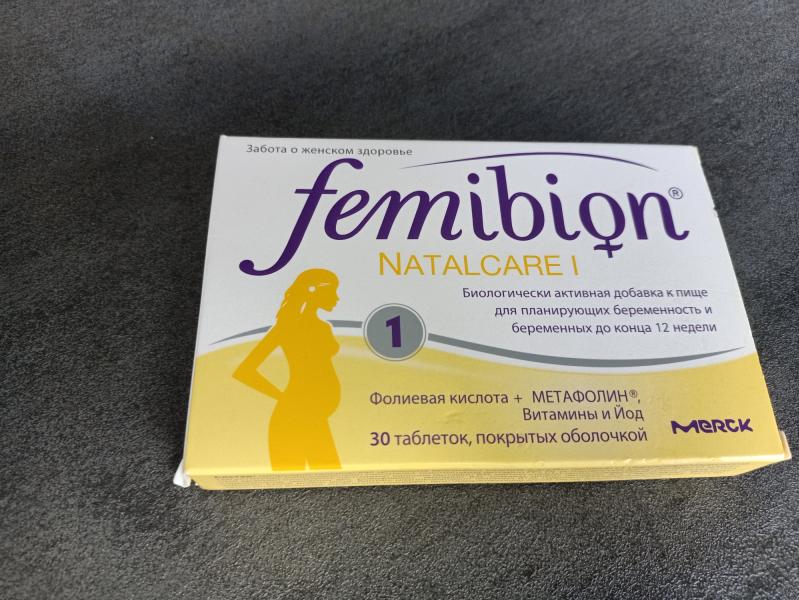 Забота о женском здоровье
femibion®
NATALCARE I
Биологически активная добавка к пище
для планирующих беременность и
беременных до конца 12 недели
1
Фолиевая кислота + МЕТАФОЛИН®,
Витамины и Йод
30 таблеток, покрытых оболочкой
MERCK